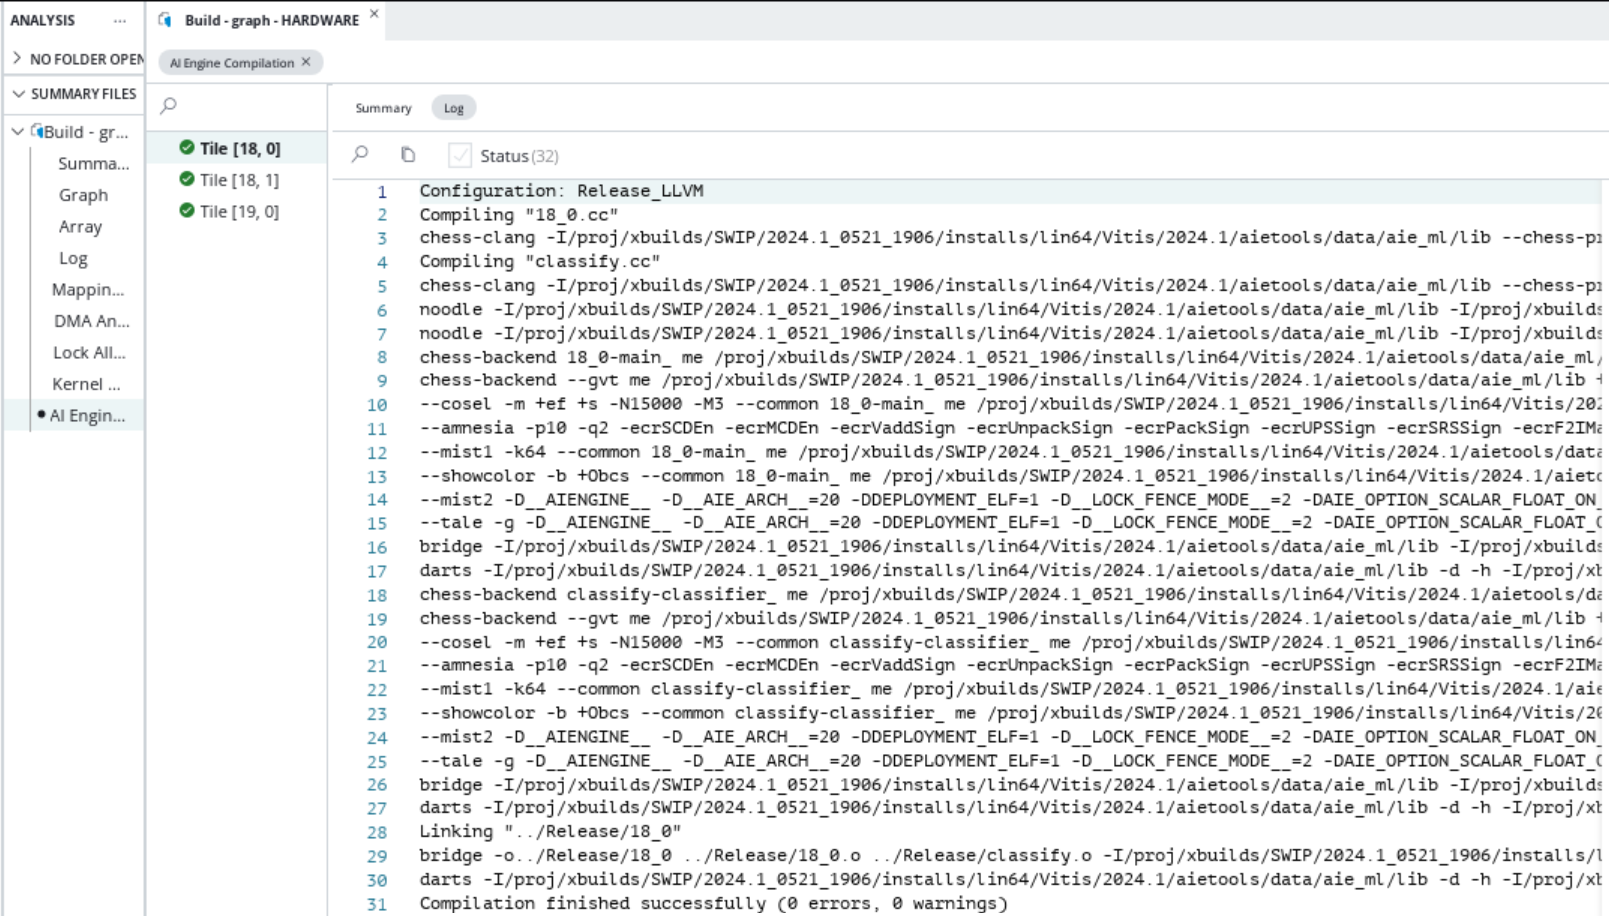 ANALYSIS ...
NO FOLDER OPEN
SUMMARY FILES
Build - gr...
Summa...
Graph
Array
Log
Mappin...
DMA An...
Lock All...
Kernel ...
AI Engin...
Build - graph - HARDWARE
AI Engine Compilation
Tile [18, 0]
Tile [18, 1]
Tile [19, 0]
Summary Log
Status (32)
1 Configuration: Release_LLVM
2 Compiling "18_0.cc"
3 chess-clang -I/proj/xbuilds/SWIP/2024.1_0521_1906/installs/lin64/Vitis/2024.1/aietools/data/aie_ml/lib --chess-pr
4 Compiling "classify.cc"
5 chess-clang -I/proj/xbuilds/SWIP/2024.1_0521_1906/installs/lin64/Vitis/2024.1/aietools/data/aie_ml/lib --chess-pr
6 noodle -I/proj/xbuilds/SWIP/2024.1_0521_1906/installs/lin64/Vitis/2024.1/aietools/data/aie_ml/lib -I/proj/xbuilds
7 noodle -I/proj/xbuilds/SWIP/2024.1_0521_1906/installs/lin64/Vitis/2024.1/aietools/data/aie_ml/lib -I/proj/xbuilds
8 chess-backend 18_0-main_ me /proj/xbuilds/SWIP/2024.1_0521_1906/installs/lin64/Vitis/2024.1/aietools/data/aie_ml/
9 chess-backend --gvt me /proj/xbuilds/SWIP/2024.1_0521_1906/installs/lin64/Vitis/2024.1/aietools/data/aie_ml/lib +
10 --cosel -m +ef +s -N15000 -M3 --common 18_0-main_ me /proj/xbuilds/SWIP/2024.1_0521_1906/installs/lin64/Vitis/202
11 --amnesia -p10 -q2 -ecrSCDEn -ecrMCDEn -ecrVaddSign -ecrUnpackSign -ecrPackSign -ecrUPSSign -ecrSRSSign -ecrF2IMa
12 --mist1 -k64 --common 18_0-main_ me /proj/xbuilds/SWIP/2024.1_0521_1906/installs/lin64/Vitis/2024.1/aietools/data
13 --showcolor -b +Obcs --common 18_0-main_ me /proj/xbuilds/SWIP/2024.1_0521_1906/installs/lin64/Vitis/2024.1/aieto
14 --mist2 -D__AIENGINE__ -D__AIE_ARCH__=20 -DDEPLOYMENT_ELF=1 -D__LOCK_FENCE_MODE__=2 -DAIE_OPTION_SCALAR_FLOAT_ON_
15 --tale -g -D__AIENGINE__ -D__AIE_ARCH__=20 -DDEPLOYMENT_ELF=1 -D__LOCK_FENCE_MODE__=2 -DAIE_OPTION_SCALAR_FLOAT_O
16 bridge -I/proj/xbuilds/SWIP/2024.1_0521_1906/installs/lin64/Vitis/2024.1/aietools/data/aie_ml/lib -I/proj/xbuilds
17 darts -I/proj/xbuilds/SWIP/2024.1_0521_1906/installs/lin64/Vitis/2024.1/aietools/data/aie_ml/lib -d -h -I/proj/xb
18 chess-backend classify-classifier_ me /proj/xbuilds/SWIP/2024.1_0521_1906/installs/lin64/Vitis/2024.1/aietools/da
19 chess-backend --gvt me /proj/xbuilds/SWIP/2024.1_0521_1906/installs/lin64/Vitis/2024.1/aietools/data/aie_ml/lib +
20 --cosel -m +ef +s -N15000 -M3 --common classify-classifier_ me /proj/xbuilds/SWIP/2024.1_0521_1906/installs/lin64
21 --amnesia -p10 -q2 -ecrSCDEn -ecrMCDEn -ecrVaddSign -ecrUnpackSign -ecrPackSign -ecrUPSSign -ecrSRSSign -ecrF2IMa
22 --mist1 -k64 --common classify-classifier_ me /proj/xbuilds/SWIP/2024.1_0521_1906/installs/lin64/Vitis/2024.1/aie
23 --showcolor -b +Obcs --common classify-classifier_ me /proj/xbuilds/SWIP/2024.1_0521_1906/installs/lin64/Vitis/20
24 --mist2 -D__AIENGINE__ -D__AIE_ARCH__=20 -DDEPLOYMENT_ELF=1 -D__LOCK_FENCE_MODE__=2 -DAIE_OPTION_SCALAR_FLOAT_ON_
25 --tale -g -D__AIENGINE__ -D__AIE_ARCH__=20 -DDEPLOYMENT_ELF=1 -D__LOCK_FENCE_MODE__=2 -DAIE_OPTION_SCALAR_FLOAT_O
26 bridge -I/proj/xbuilds/SWIP/2024.1_0521_1906/installs/lin64/Vitis/2024.1/aietools/data/aie_ml/lib -I/proj/xbuilds
27 darts -I/proj/xbuilds/SWIP/2024.1_0521_1906/installs/lin64/Vitis/2024.1/aietools/data/aie_ml/lib -d -h -I/proj/xb
28 Linking "../Release/18_0"
29 bridge -o../Release/18_0 ../Release/18_0.o ../Release/classify.o -I/proj/xbuilds/SWIP/2024.1_0521_1906/installs/l
30 darts -I/proj/xbuilds/SWIP/2024.1_0521_1906/installs/lin64/Vitis/2024.1/aietools/data/aie_ml/lib -d -h -I/proj/xb
31 Compilation finished successfully (0 errors, 0 warnings)